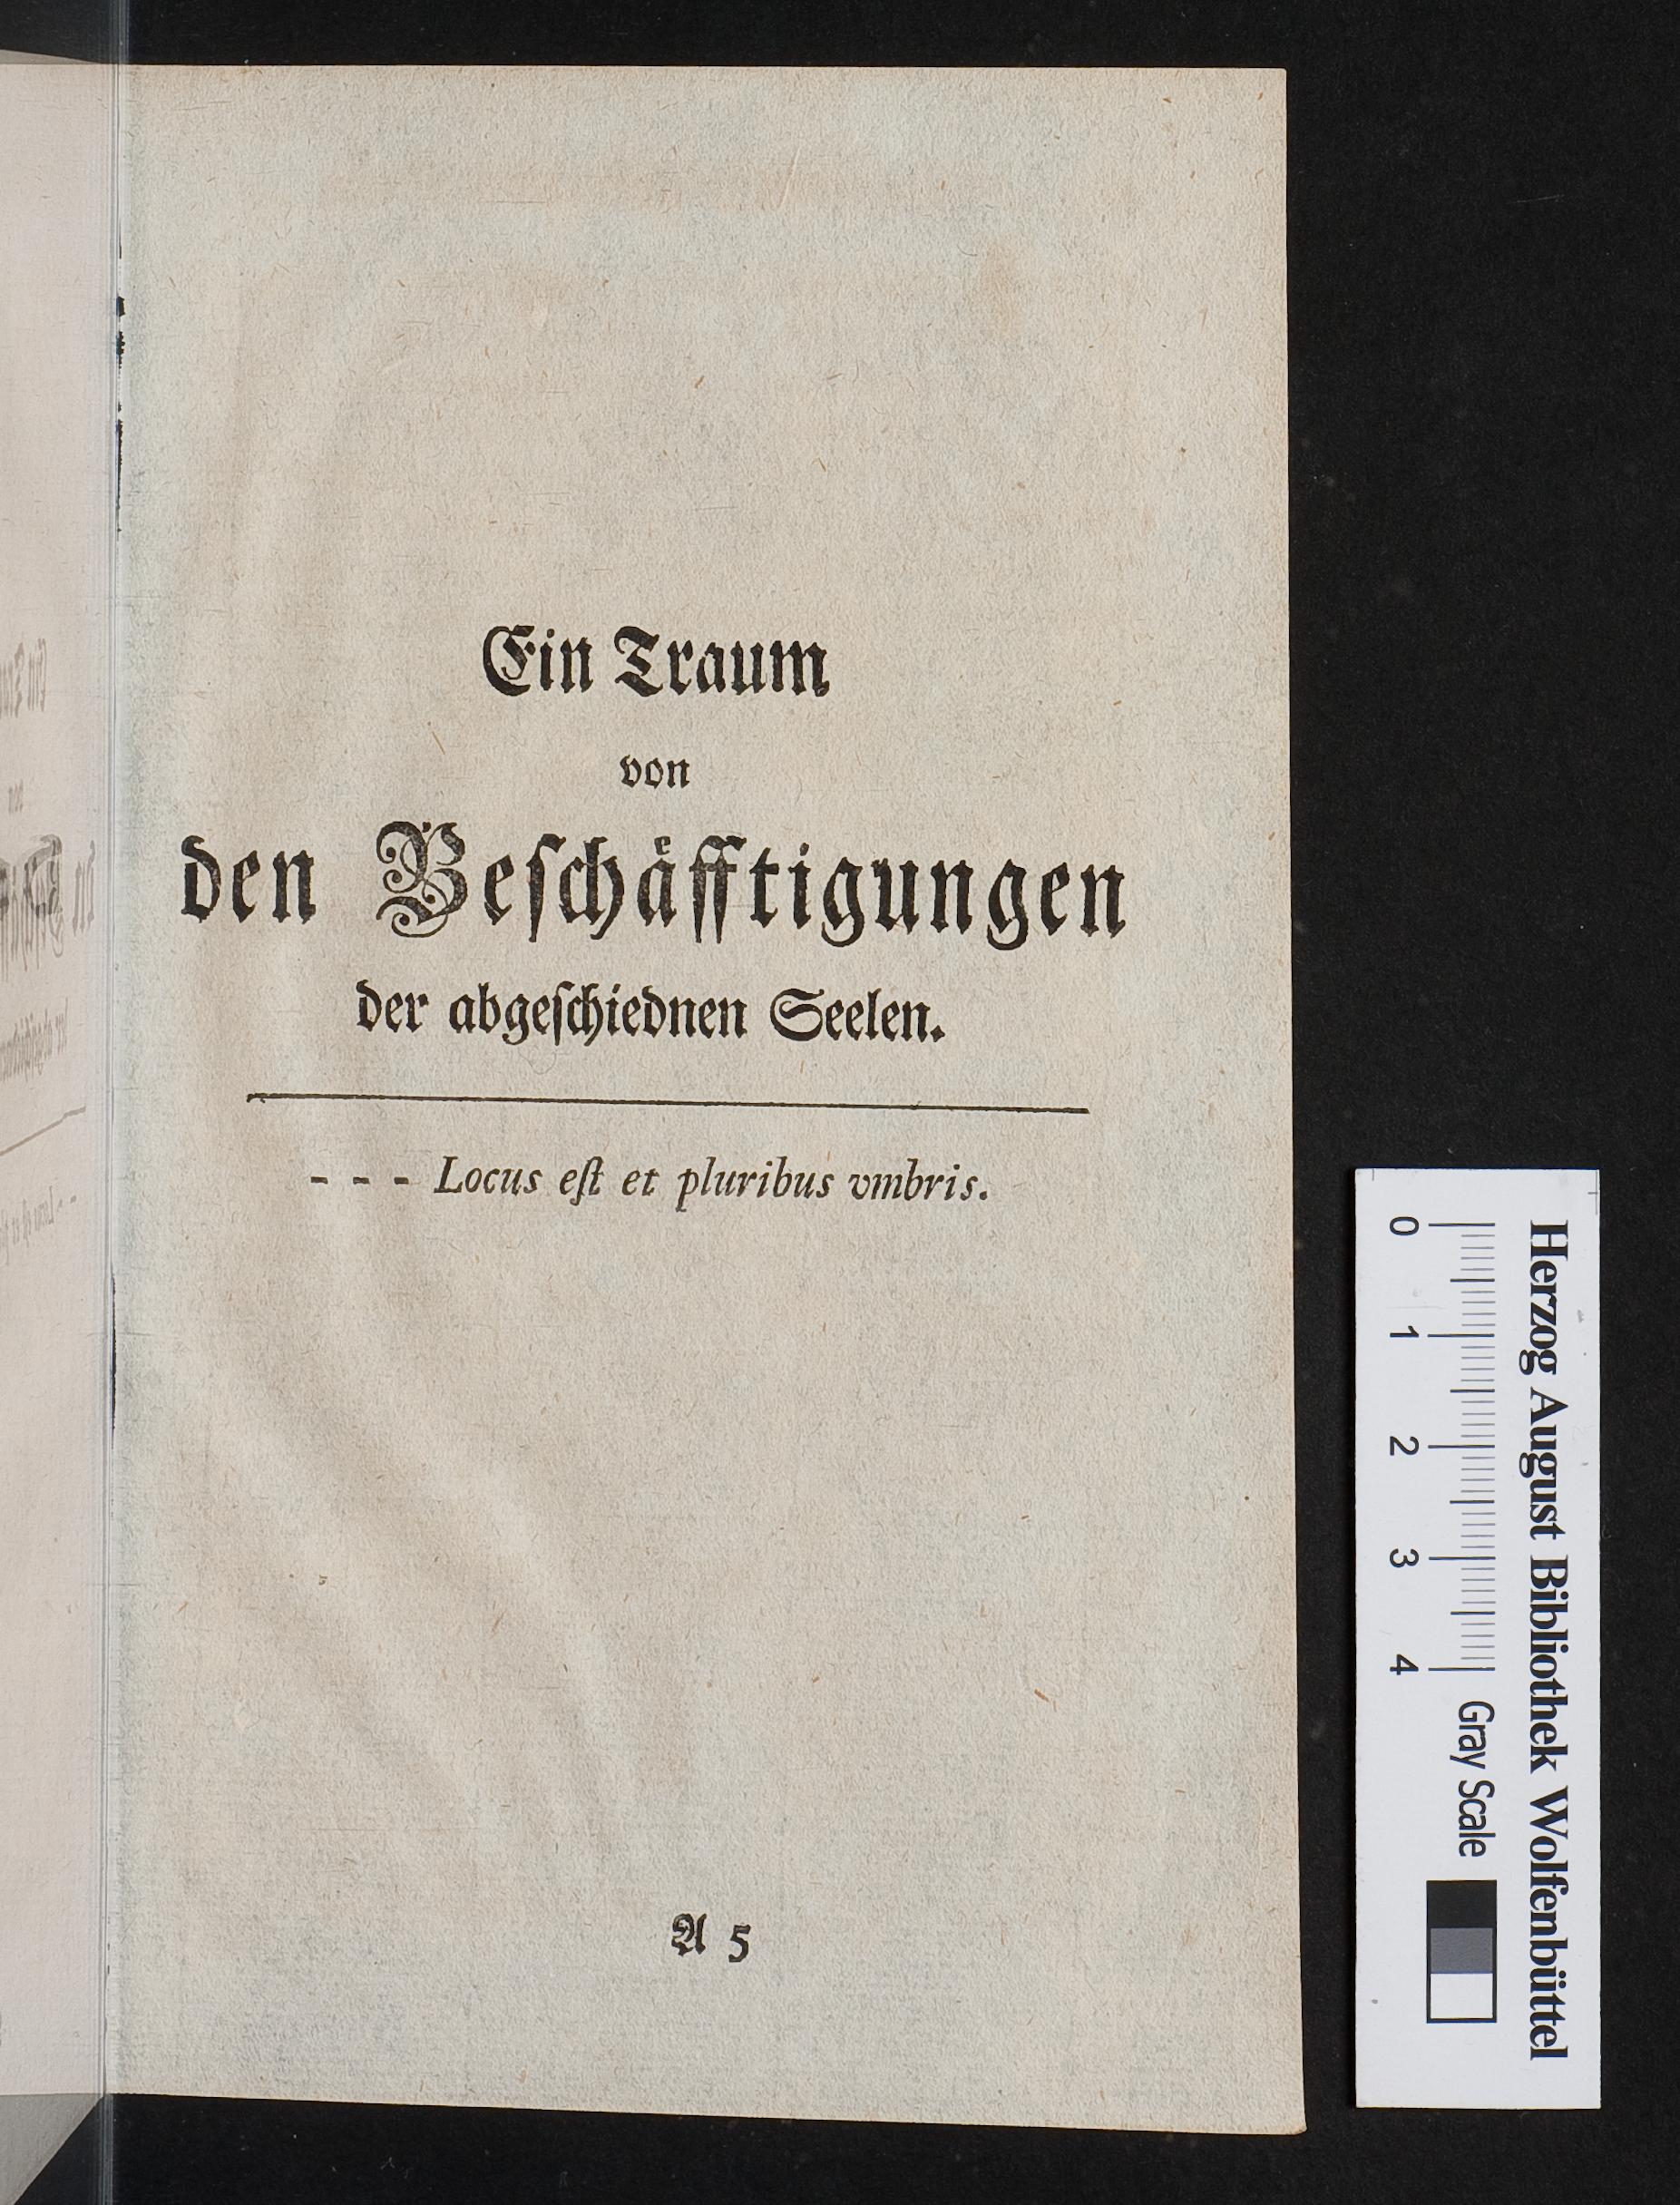 Ein Traum
von
den Beſchäfftigungen
der abgeſchiednen Seelen.
- - - Locus eſt et pluribus vmbris.
A 5
Herzog August Bibliothek Wolfenbüttel
0 1 2 3 4 Gray Scale